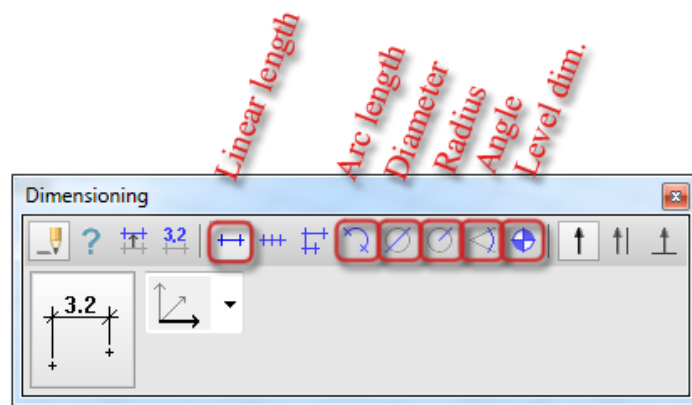 Linear length
Arc length
Diameter
Radius
Angle
Level dim.
Dimensioning
? 3.2
3.2